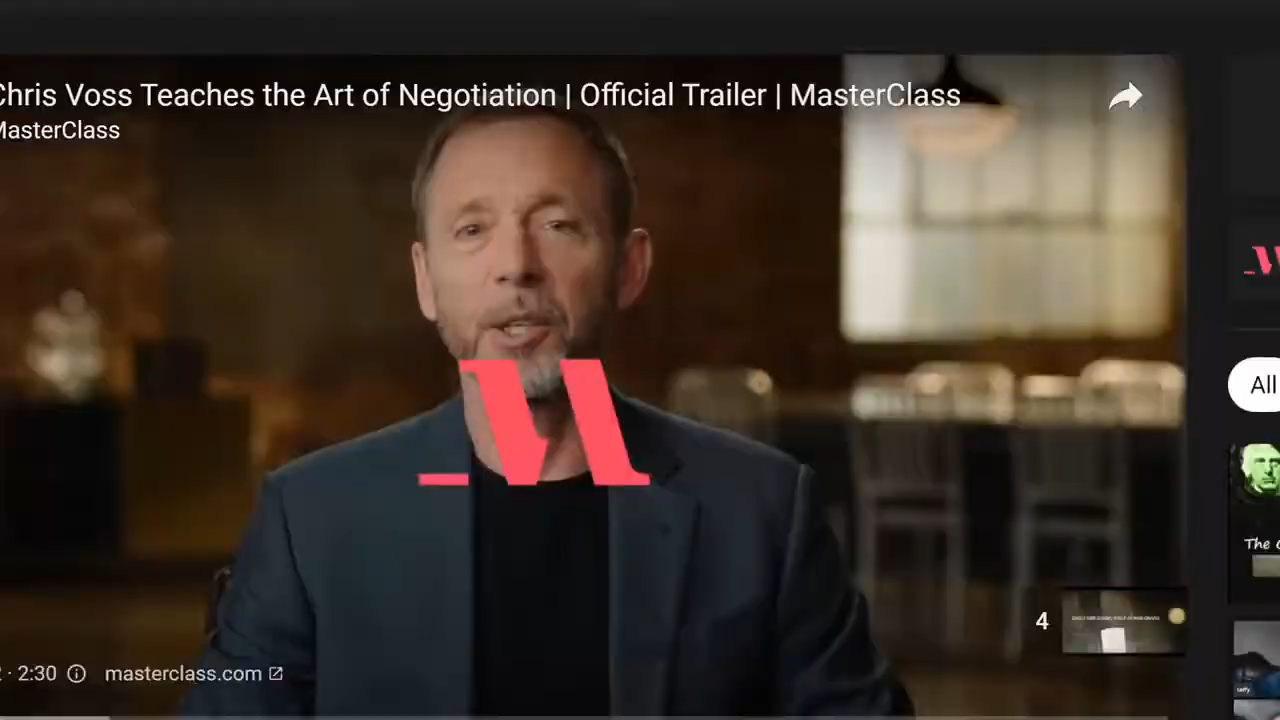 Chris Voss Teaches the Art of Negotiation | Official Trailer | MasterClass
MasterClass
All
The
4
· 2:30 masterclass.com